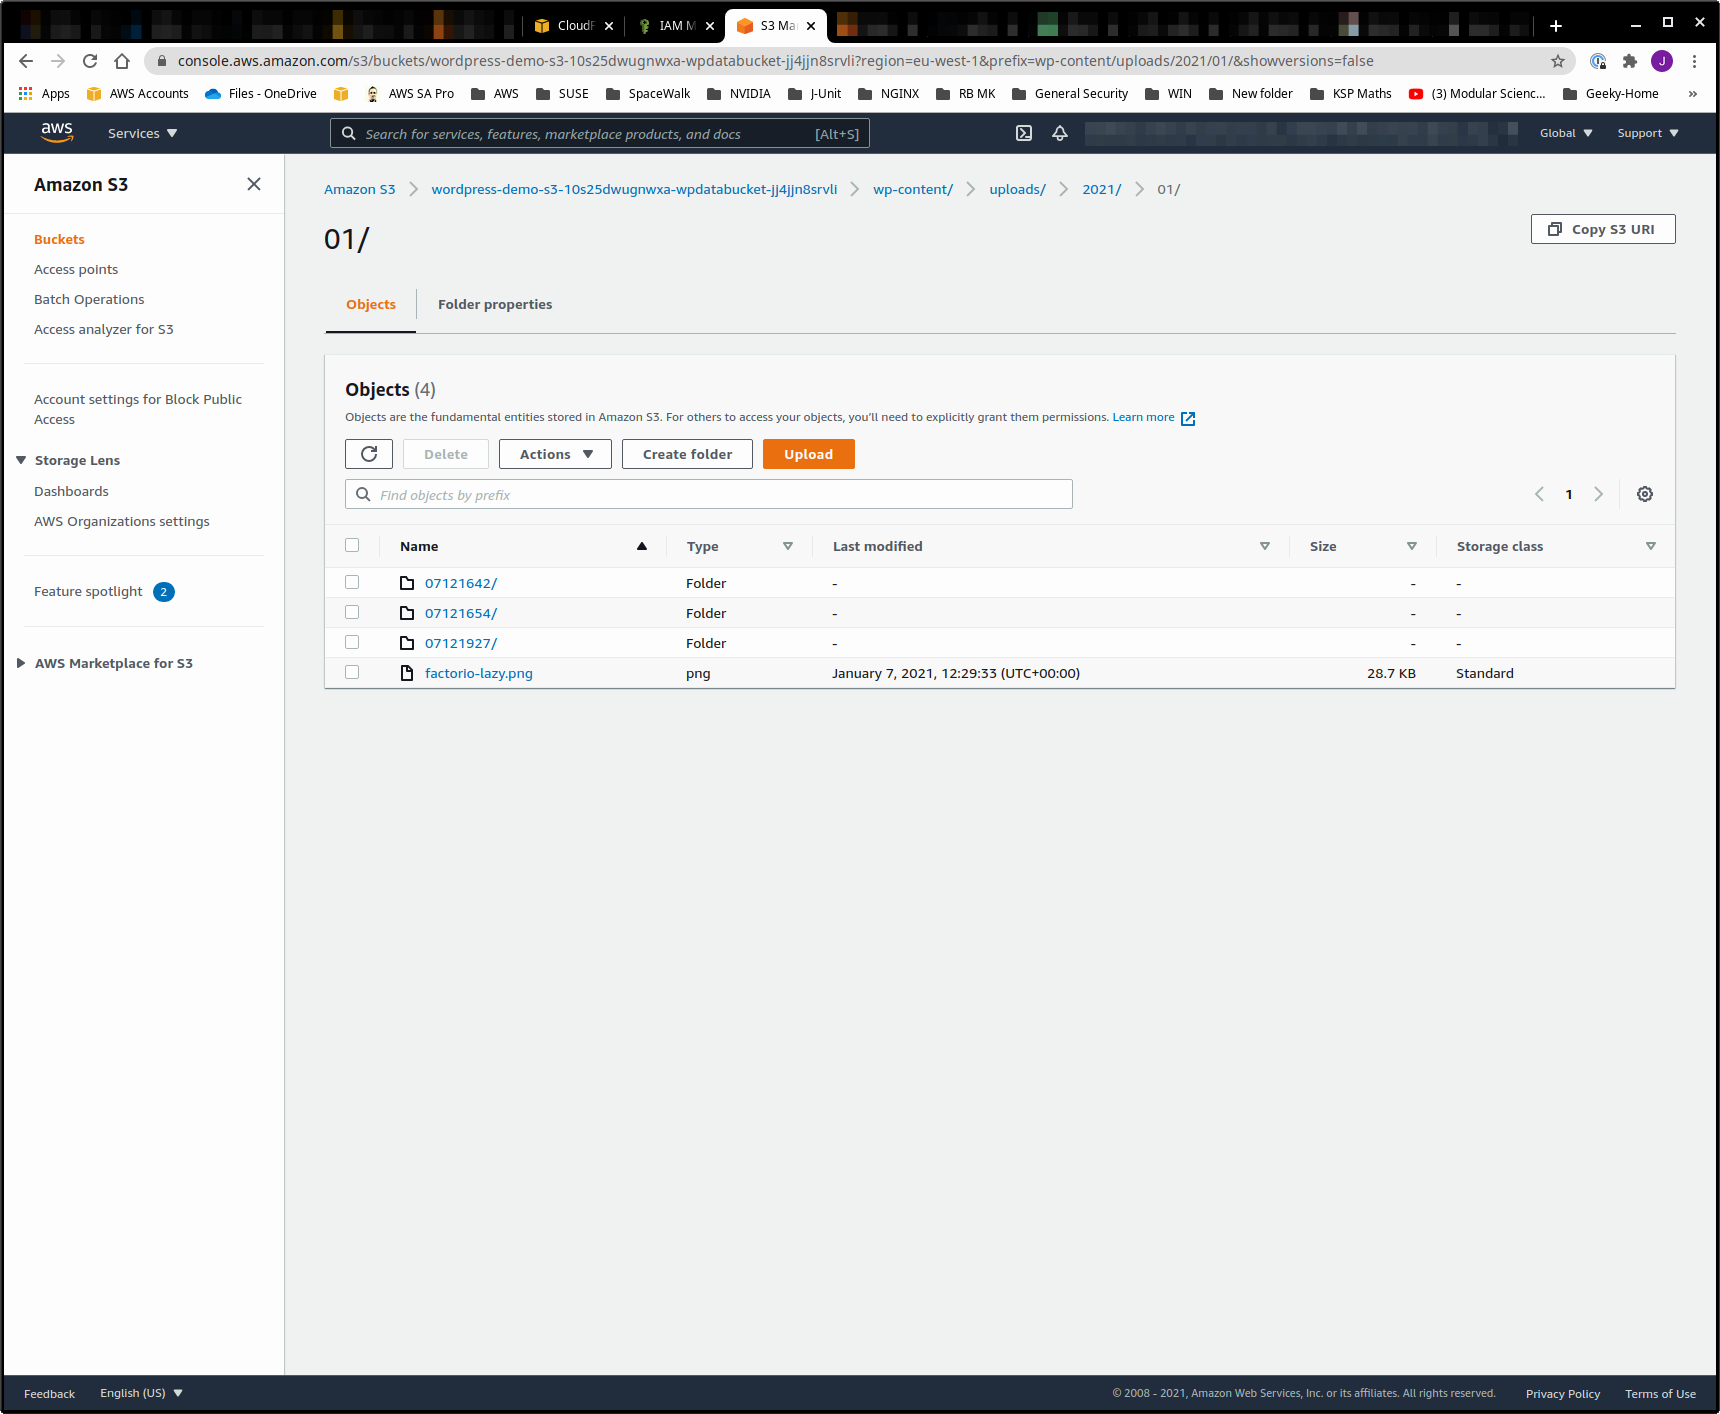 CloudF
IAM M
S3 Ma
console.aws.amazon.com/s3/buckets/wordpress-demo-s3-10s25dwugnwxa-wpdatabucket-jj4jjn8srvli?region=eu-west-1&prefix=wp-content/uploads/2021/01/&showversions=false
J
Apps AWS Accounts Files - OneDrive AWS SA Pro AWS SUSE SpaceWalk NVIDIA J-Unit NGINX RB MK General Security WIN New folder KSP Maths (3) Modular Scienc... Geeky-Home »
aws Services Search for services, features, marketplace products, and docs [Alt+S] Global Support
Amazon S3
Buckets
Access points
Batch Operations
Access analyzer for S3
Account settings for Block Public
Access
Storage Lens
Dashboards
AWS Organizations settings
Feature spotlight 2
AWS Marketplace for S3
Amazon S3 wordpress-demo-s3-10s25dwugnwxa-wpdatabucket-jj4jjn8srvli wp-content/ uploads/ 2021/ 01/
01/
Copy S3 URI
Objects Folder properties
Objects (4)
Objects are the fundamental entities stored in Amazon S3. For others to access your objects, you'll need to explicitly grant them permissions. Learn more
Delete Actions Create folder Upload
Find objects by prefix
1
Name Type Last modified Size Storage class
07121642/ Folder - - -
07121654/ Folder - - -
07121927/ Folder - - -
factorio-lazy.png png January 7, 2021, 12:29:33 (UTC+00:00) 28.7 KB Standard
Feedback English (US) © 2008 - 2021, Amazon Web Services, Inc. or its affiliates. All rights reserved. Privacy Policy Terms of Use